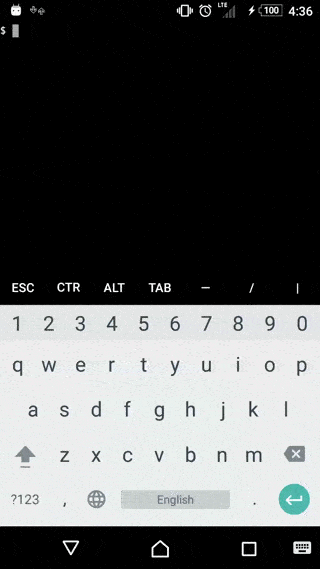 LTE 100 4:36
$
ESC CTR ALT TAB — / |
1 2 3 4 5 6 7 8 9 0
q w e r t y u i o p
a s d f g h j k l
z x c v b n m
?123 , English .